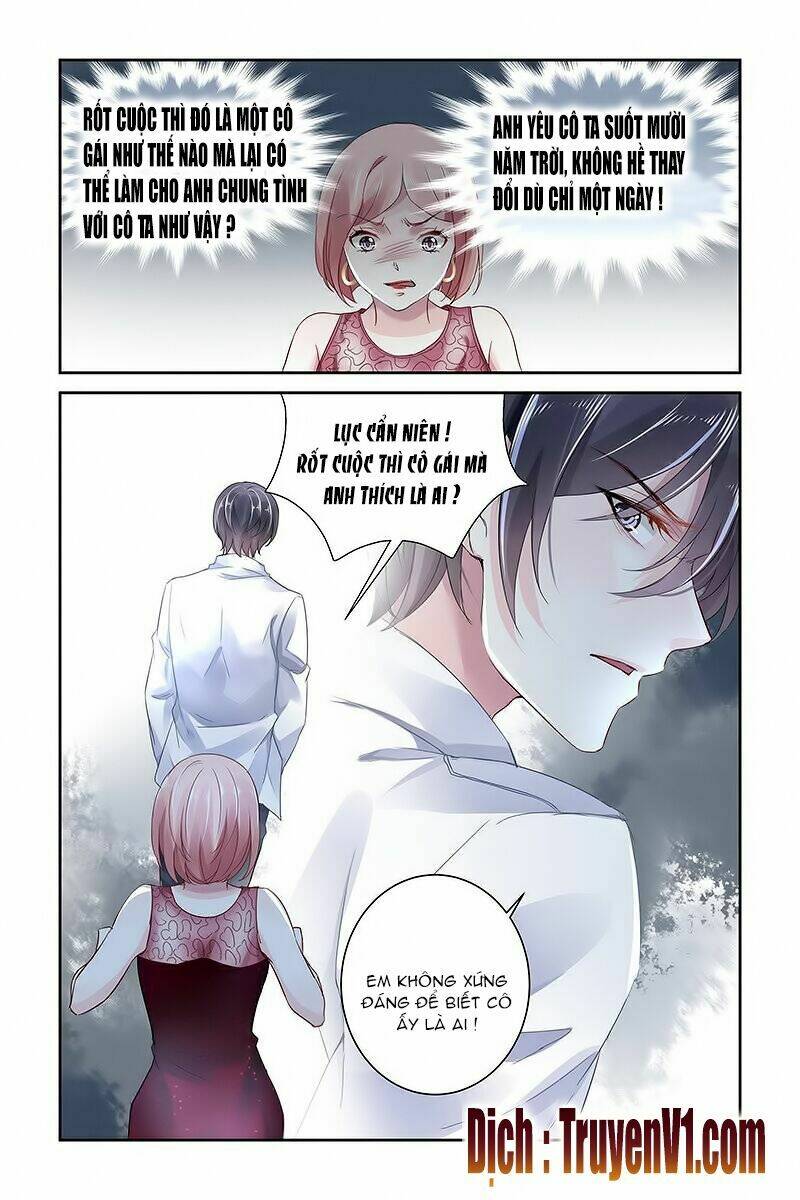 RỐT CUỘC THÌ ĐÓ LÀ MỘT CÔ
GÁI NHƯ THẾ NÀO MÀ LẠI CÓ
THỂ LÀM CHO ANH CHUNG TÌNH
VỚI CÔ TA NHƯ VẬY ?
ANH YÊU CÔ TA SUỐT MƯỜI
NĂM TRỜI, KHÔNG HỀ THAY
ĐỔI DÙ CHỈ MỘT NGÀY !
LỤC CẨN NIÊN !
RỐT CUỘC THÌ CÔ GÁI MÀ
ANH THÍCH LÀ AI ?
EM KHÔNG XỨNG
ĐÁNG ĐỂ BIẾT CÔ
ẤY LÀ AI !
Dịch : TruyenV1.com